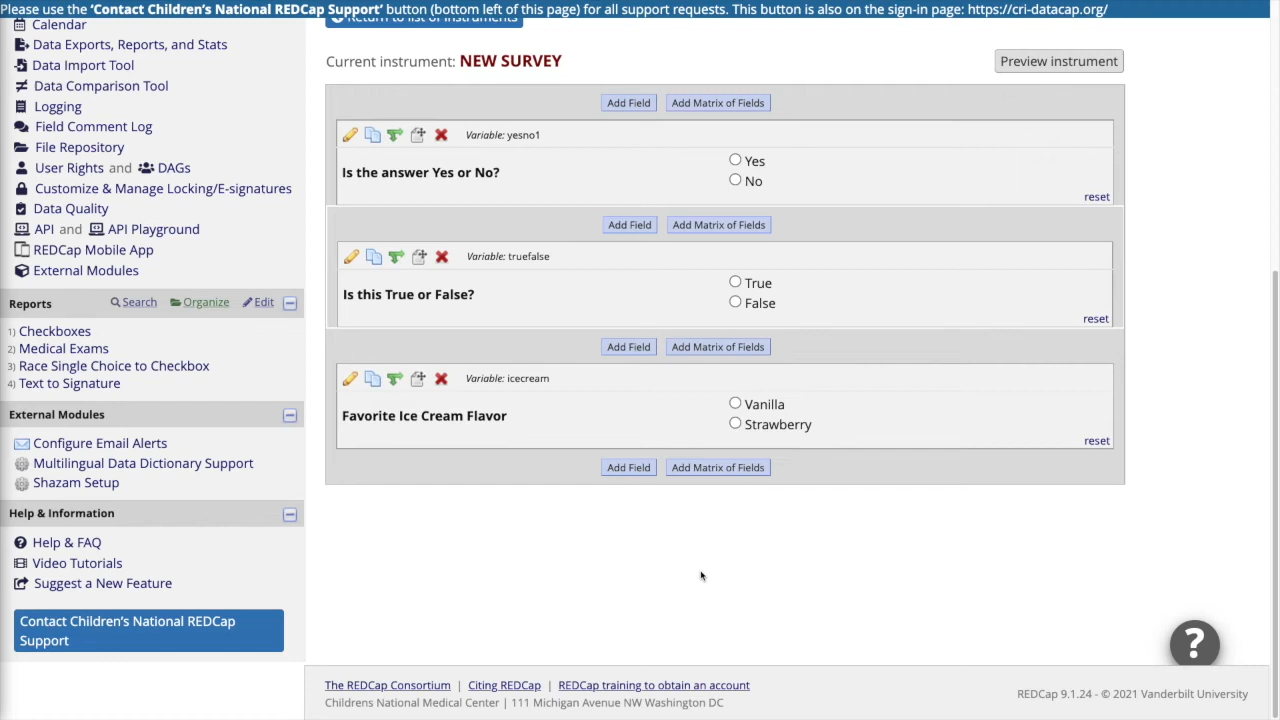 Please use the 'Contact Children's National REDCap Support' button (bottom left of this page) for all support requests. This button is also on the sign-in page: https://cri-datacap.org/
Calendar
Data Exports, Reports, and Stats
Data Import Tool
Data Comparison Tool
Logging
Field Comment Log
File Repository
User Rights and DAGs
Customize & Manage Locking/E-signatures
Data Quality
API and API Playground
REDCap Mobile App
External Modules
Reports Search Organize Edit
1) Checkboxes
2) Medical Exams
3) Race Single Choice to Checkbox
4) Text to Signature
External Modules
Configure Email Alerts
Multilingual Data Dictionary Support
Shazam Setup
Help & Information
Help & FAQ
Video Tutorials
Suggest a New Feature
Contact Children's National REDCap
Support
Return to list of instruments
Current instrument: NEW SURVEY
Preview instrument
Add Field Add Matrix of Fields
Variable: yesno1
Is the answer Yes or No?
Yes
No
reset
Add Field Add Matrix of Fields
Variable: truefalse
Is this True or False?
True
False
reset
Add Field Add Matrix of Fields
Variable: icecream
Favorite Ice Cream Flavor
Vanilla
Strawberry
reset
Add Field Add Matrix of Fields
?
The REDCap Consortium | Citing REDCap | REDCap training to obtain an account
Childrens National Medical Center | 111 Michigan Avenue NW Washington DC
REDCap 9.1.24 - © 2021 Vanderbilt University